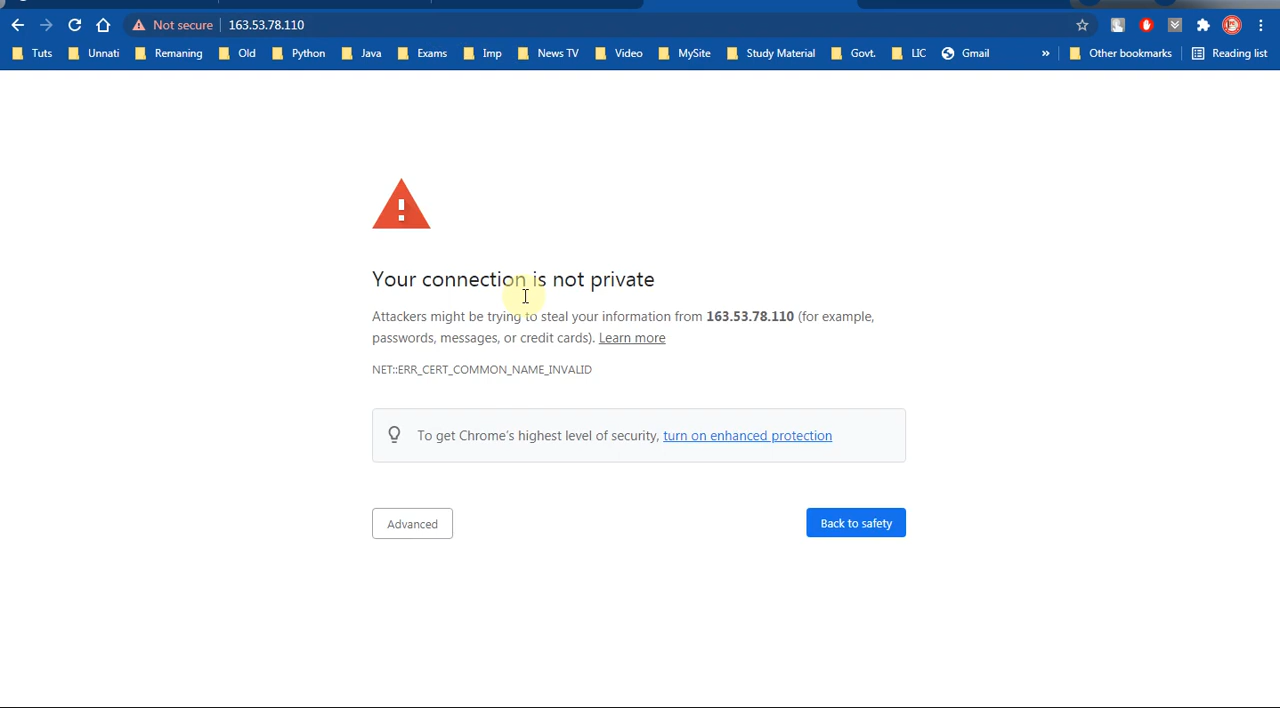 Not secure 163.53.78.110
Tuts Unnati Remaning Old Python Java Exams Imp News TV Video MySite Study Material Govt. LIC Gmail » Other bookmarks Reading list
Your connection is not private
Attackers might be trying to steal your information from 163.53.78.110 (for example,
passwords, messages, or credit cards). Learn more
NET::ERR_CERT_COMMON_NAME_INVALID
To get Chrome's highest level of security, turn on enhanced protection
Advanced Back to safety